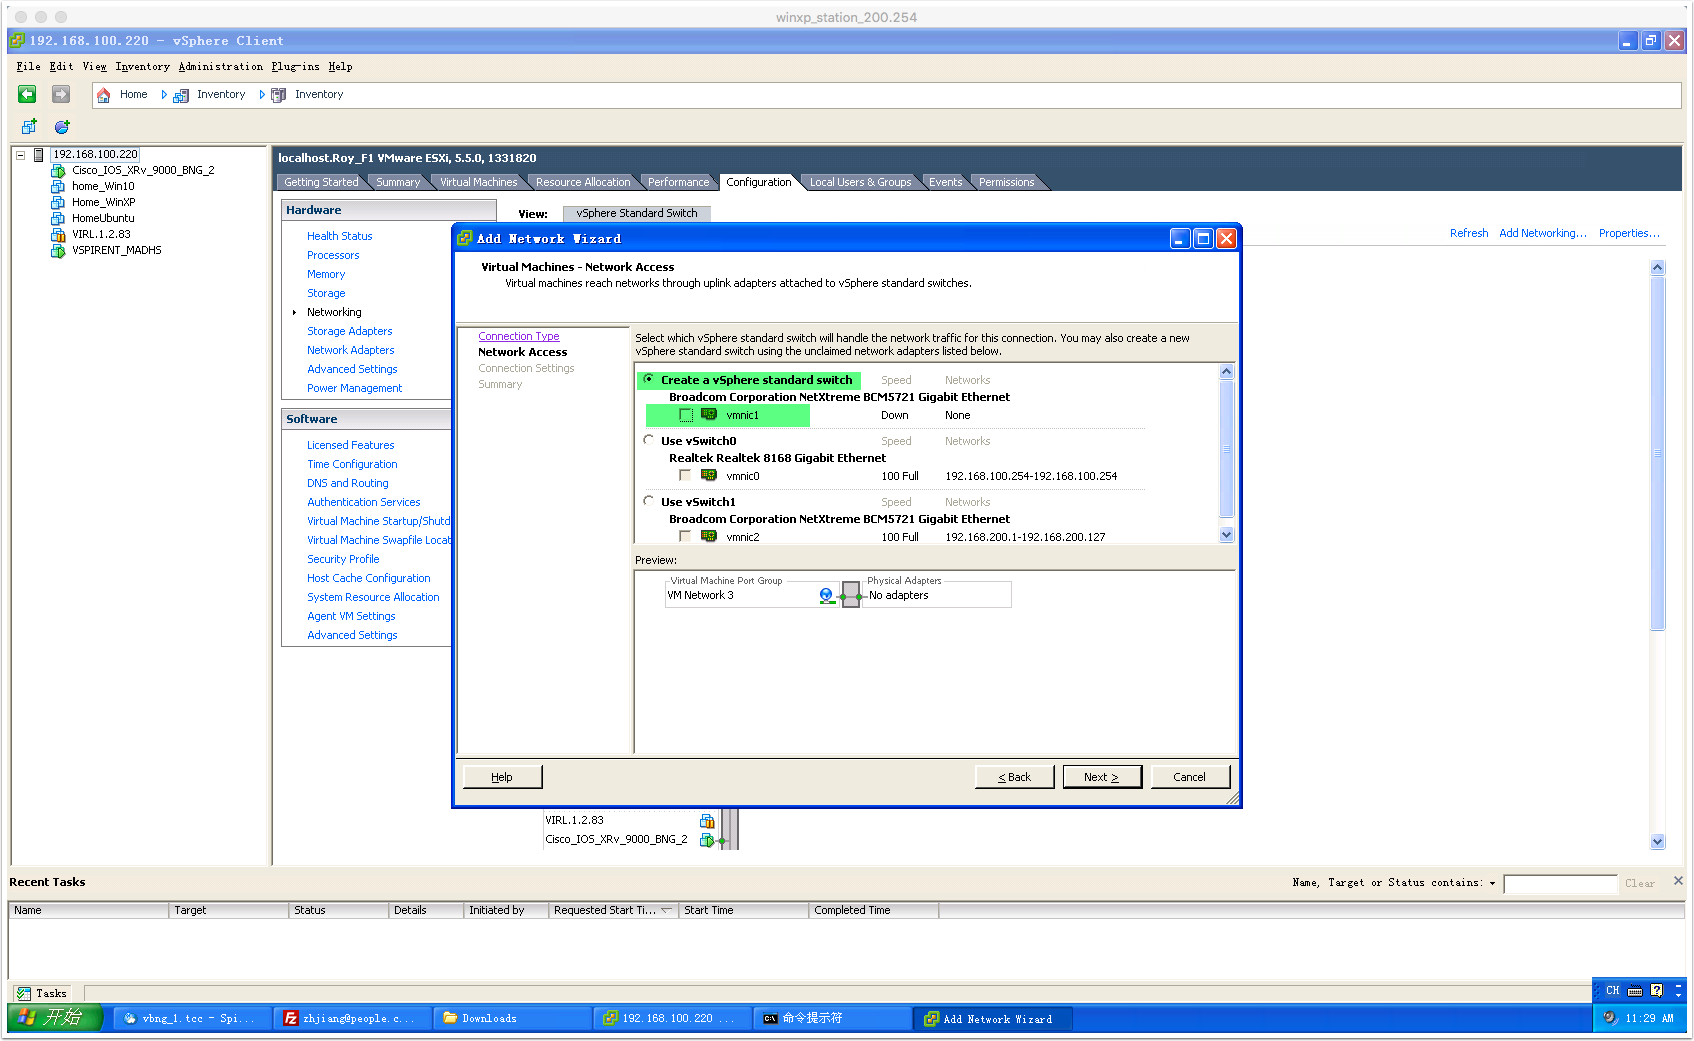 winxp_station_200.254
192.168.100.220 - vSphere Client
File Edit View Inventory Administration Plug-ins Help
Home Inventory Inventory
192.168.100.220
Cisco_IOS_XRv_9000_BNG_2
home_Win10
Home_WinXP
HomeUbuntu
VIRL.1.2.83
VSPIRENT_MADHS
localhost.Roy_F1 VMware ESXi, 5.5.0, 1331820
Getting Started Summary Virtual Machines Resource Allocation Performance Configuration Local Users & Groups Events Permissions
Hardware
Health Status
Processors
Memory
Storage
Networking
Storage Adapters
Network Adapters
Advanced Settings
Power Management
Software
Licensed Features
Time Configuration
DNS and Routing
Authentication Services
Virtual Machine Startup/Shutd
Virtual Machine Swapfile Locat
Security Profile
Host Cache Configuration
System Resource Allocation
Agent VM Settings
Advanced Settings
View: vSphere Standard Switch
Refresh Add Networking... Properties...
Add Network Wizard
Virtual Machines - Network Access
Virtual machines reach networks through uplink adapters attached to vSphere standard switches.
Connection Type
Network Access
Connection Settings
Summary
Select which vSphere standard switch will handle the network traffic for this connection. You may also create a new
vSphere standard switch using the unclaimed network adapters listed below.
Create a vSphere standard switch Speed Networks
Broadcom Corporation NetXtreme BCM5721 Gigabit Ethernet
vmnic1 Down None
Use vSwitch0 Speed Networks
Realtek Realtek 8168 Gigabit Ethernet
vmnic0 100 Full 192.168.100.254-192.168.100.254
Use vSwitch1 Speed Networks
Broadcom Corporation NetXtreme BCM5721 Gigabit Ethernet
vmnic2 100 Full 192.168.200.1-192.168.200.127
Preview:
Virtual Machine Port Group Physical Adapters
VM Network 3 No adapters
Help < Back Next > Cancel
VIRL.1.2.83
Cisco_IOS_XRv_9000_BNG_2
Recent Tasks Name, Target or Status contains: Clear
Name Target Status Details Initiated by Requested Start Ti... Start Time Completed Time
Tasks
CH
开始 vbng_1.tcc - Spi... zhjiang@people.c... Downloads 192.168.100.220 ... 命令提示符 Add Network Wizard 11:29 AM